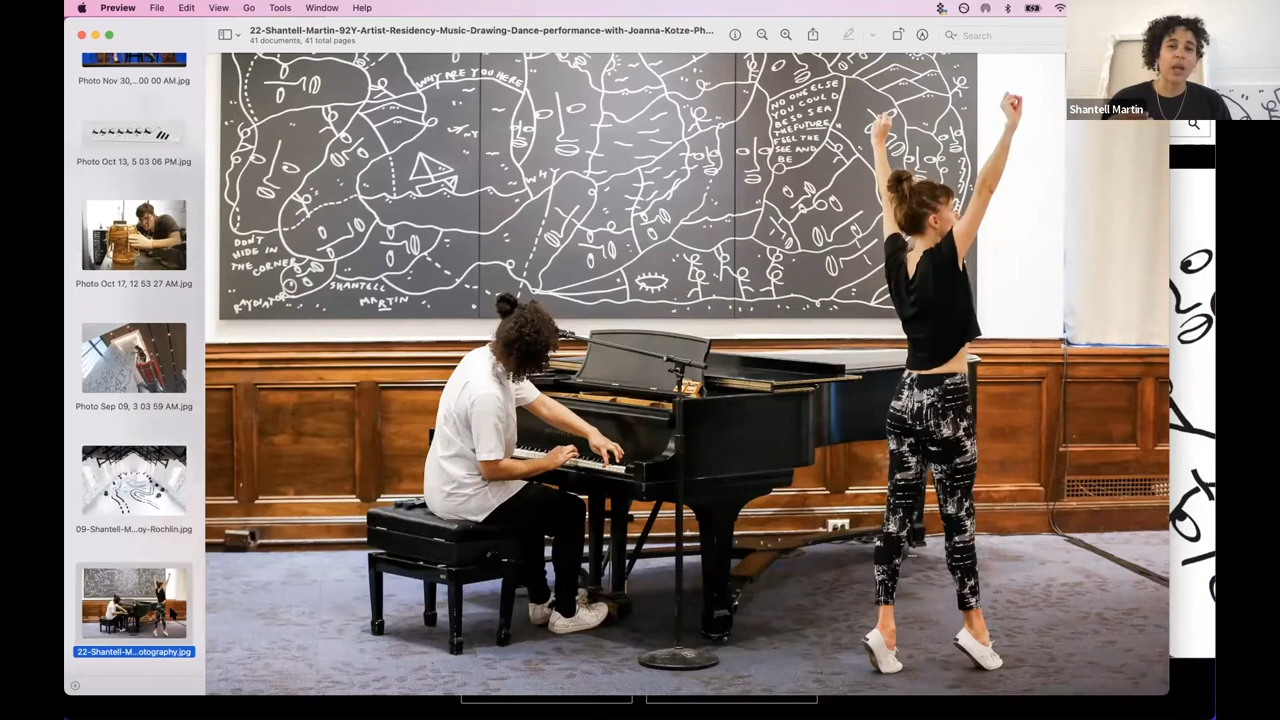 Preview File Edit View Go Tools Window Help
22-Shantell-Martin-92Y-Artist-Residency-Music-Drawing-Dance-performance-with-Joanna-Kotze-Ph...
41 documents, 41 total pages
Search
Shantell Martin
Photo Nov 30,...00 00 AM.jpg
Photo Oct 13, 5 03 06 PM.jpg
Photo Oct 17, 12 53 27 AM.jpg
Photo Sep 09, 3 03 59 AM.jpg
09-Shantell-M...oy-Rochlin.jpg
22-Shantell-M...otography.jpg
WHY ARE YOU HERE
NO ONE ELSE
YOU COULD
BE SO SEA
THE FUTURE
FEEL THE
SEE AND
BE
MY
WH
DON'T
HIDE IN
THE CORNER
RAYDIATOR
SHANTELL
MARTIN